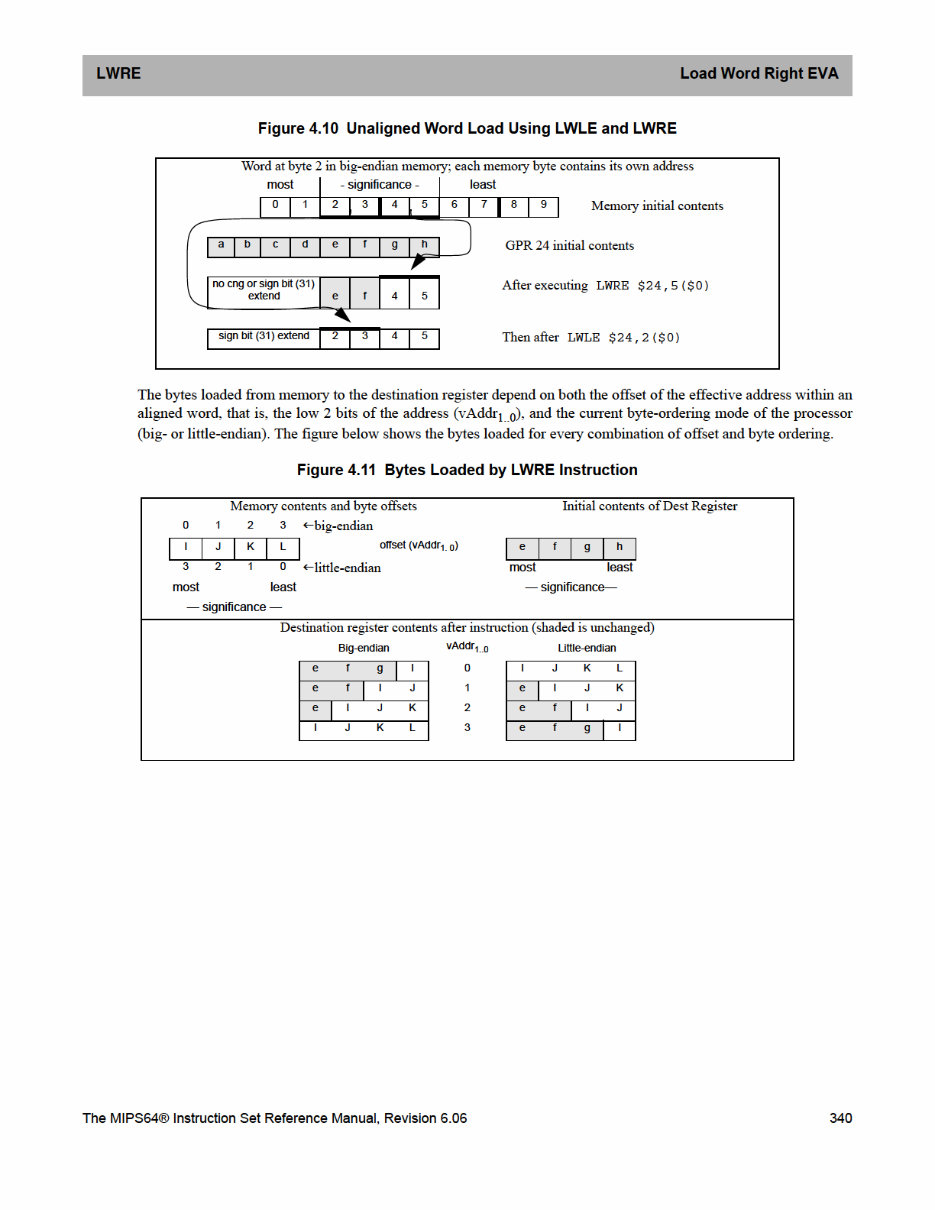 LWRE Load Word Right EVA
Figure 4.10 Unaligned Word Load Using LWLE and LWRE
Word at byte 2 in big-endian memory; each memory byte contains its own address
most - significance - least
0 1 2 3 4 5 6 7 8 9 Memory initial contents
a b c d e f g h GPR 24 initial contents
no cng or sign bit (31)
extend e f 4 5 After executing LWRE $24,5($0)
sign bit (31) extend 2 3 4 5 Then after LWLE $24,2($0)
The bytes loaded from memory to the destination register depend on both the offset of the effective address within an
aligned word, that is, the low 2 bits of the address (vAddr1..0), and the current byte-ordering mode of the processor
(big- or little-endian). The figure below shows the bytes loaded for every combination of offset and byte ordering.
Figure 4.11 Bytes Loaded by LWRE Instruction
Memory contents and byte offsets Initial contents of Dest Register
0 1 2 3 ←big-endian
I J K L offset (vAddr1..0) e f g h
3 2 1 0 ←little-endian most least
most least — significance—
— significance —
Destination register contents after instruction (shaded is unchanged)
Big-endian vAddr1..0 Little-endian
e f g I 0 I J K L
e f I J 1 e I J K
e I J K 2 e f I J
I J K L 3 e f g I
The MIPS64® Instruction Set Reference Manual, Revision 6.06 340